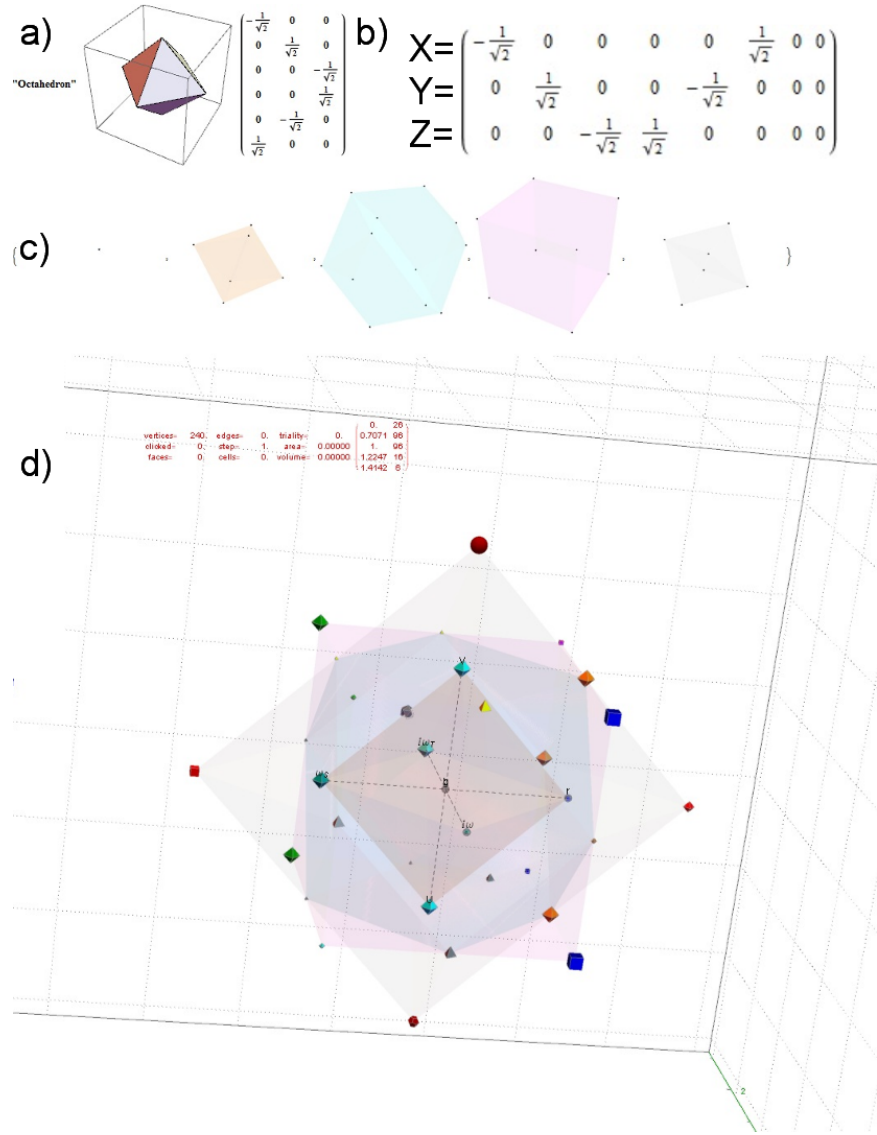 a)
"Octahedron"
-1/√2 0 0
0 1/√2 0
0 0 -1/√2
0 0 1/√2
0 -1/√2 0
1/√2 0 0
b)
X= -1/√2 0 0 0 0 1/√2 0 0
Y= 0 1/√2 0 0 -1/√2 0 0 0
Z= 0 0 -1/√2 1/√2 0 0 0 0
c)
{ , , , , }
d)
vertices= 240. edges= 0. triality= 0.
clicked= 0. step= 1. area= 0.00000
faces= 0. cells= 0. volume= 0.00000
0. 26
0.7071 96
1. 96
1.2247 16
1.4142 6
v
r
u
2